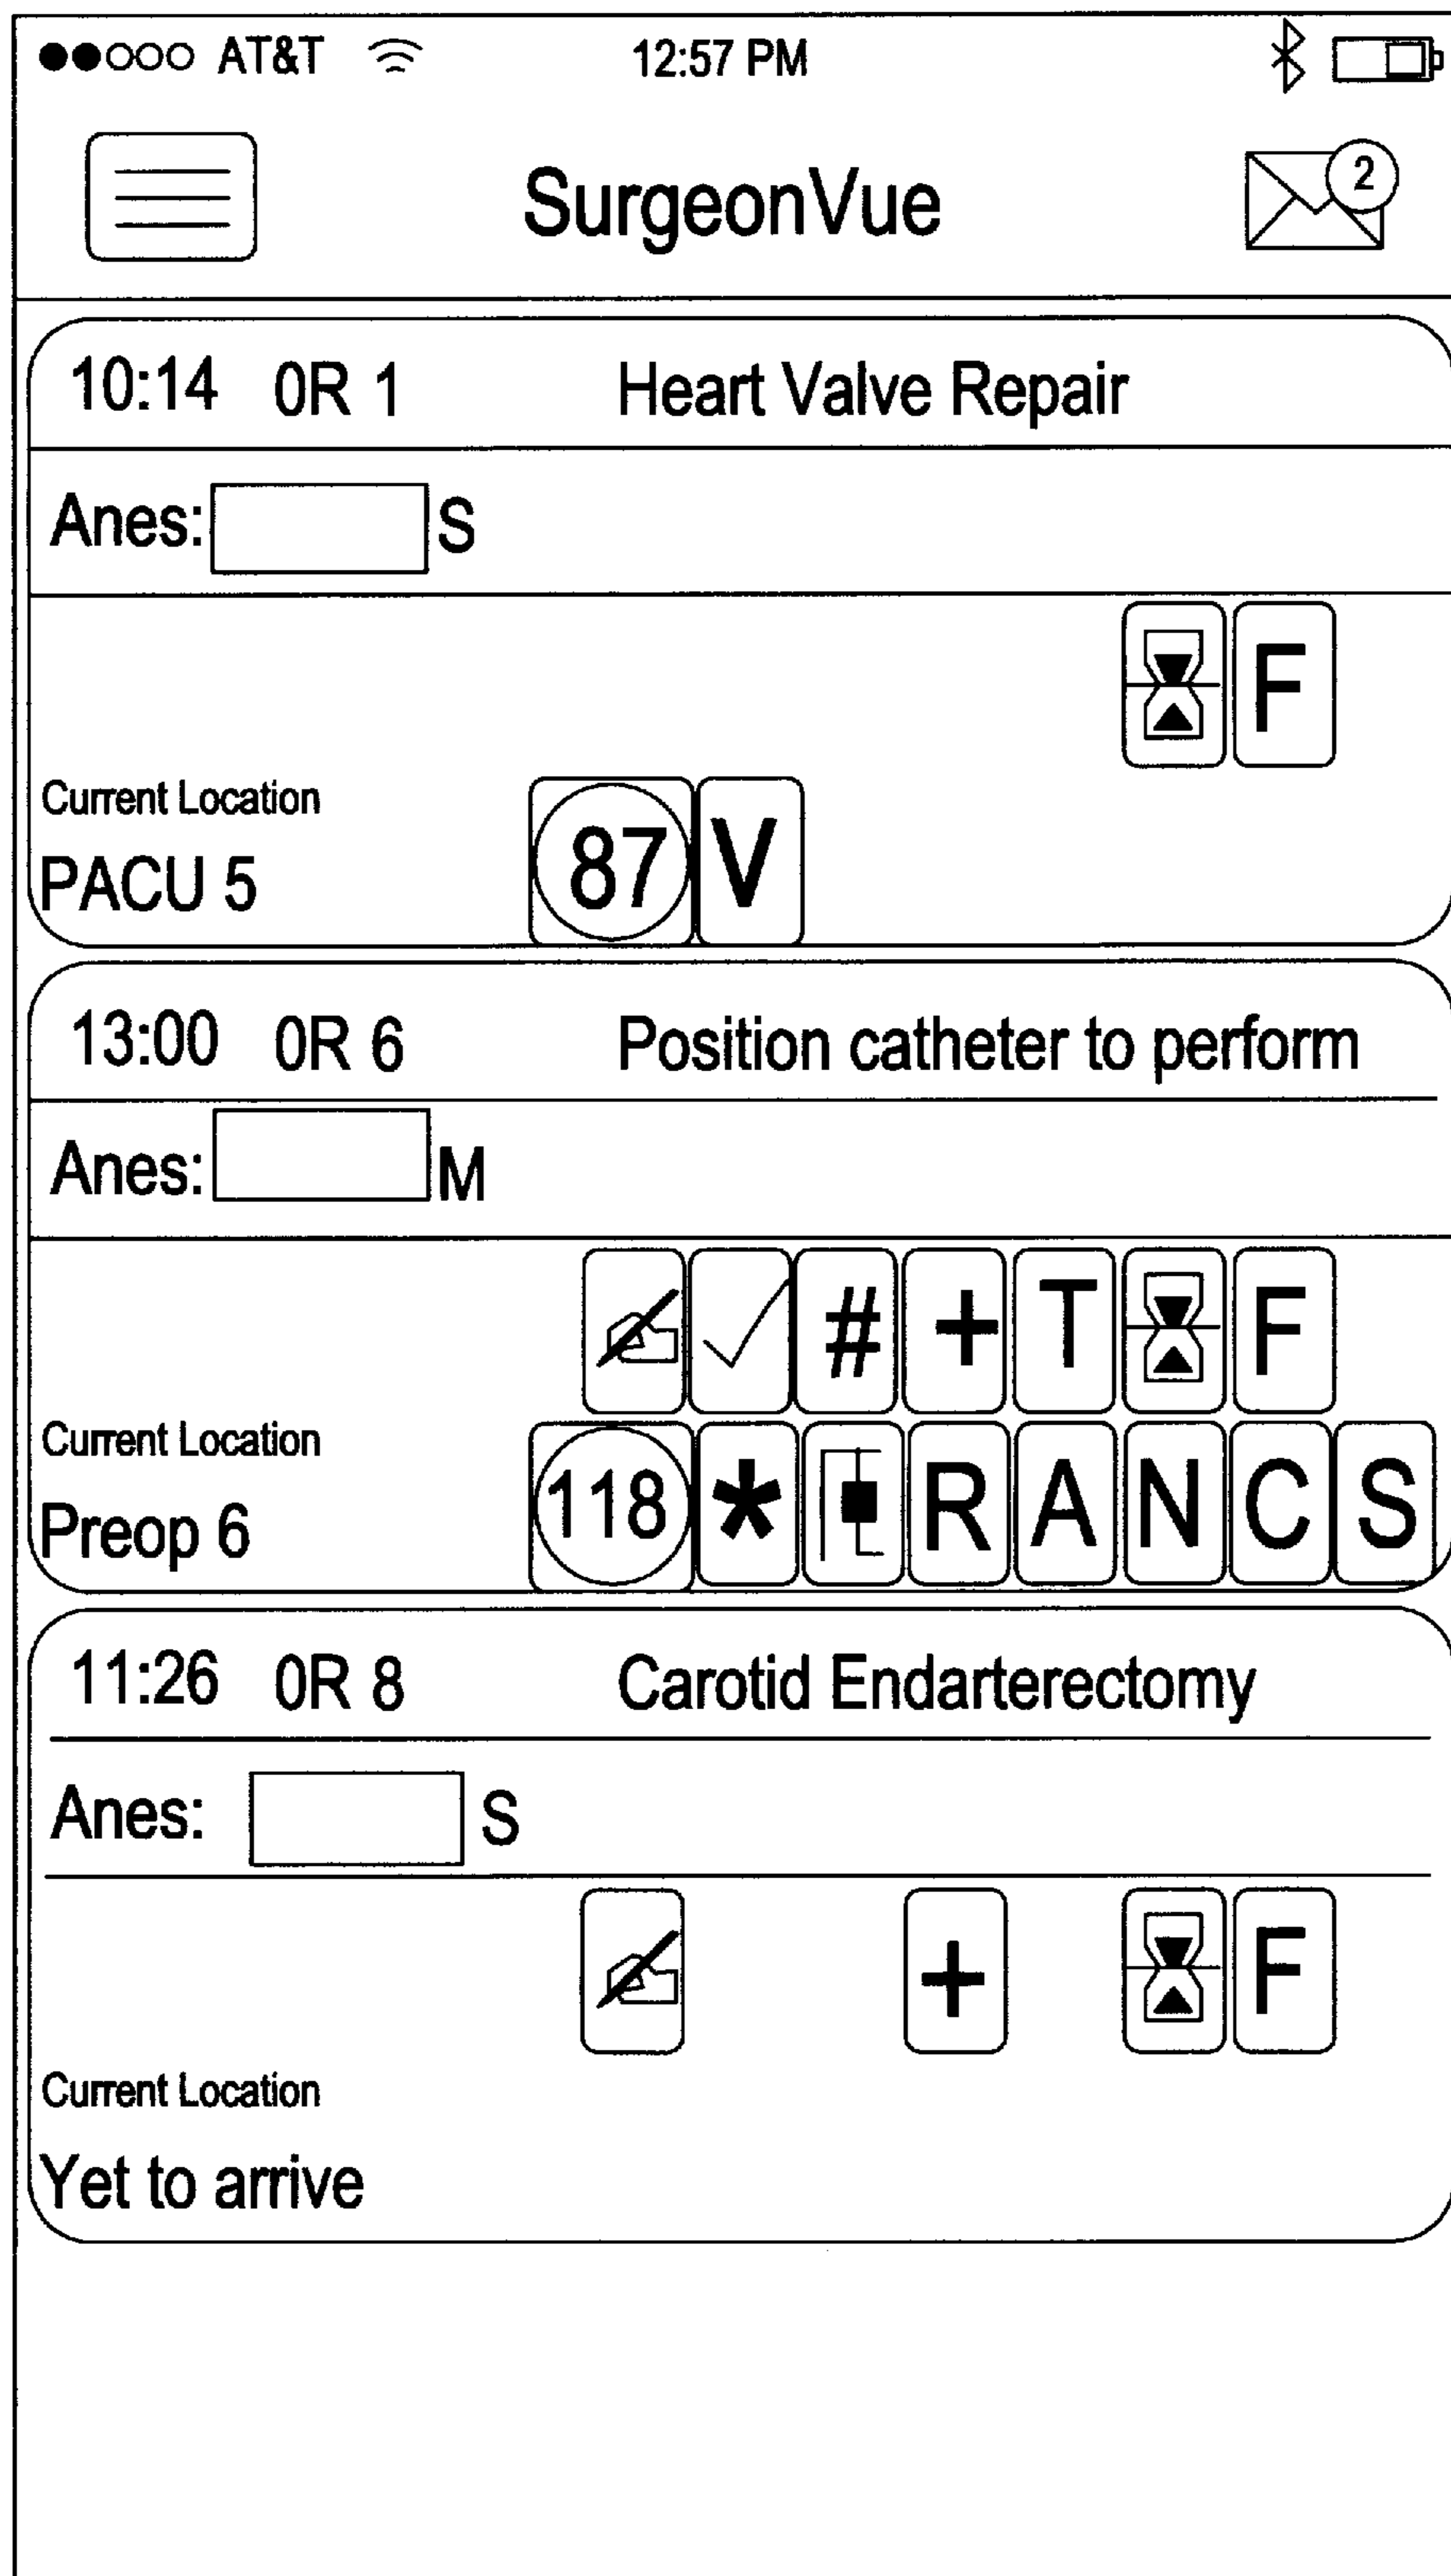 AT&T 12:57 PM
SurgeonVue 2
10:14 0R 1 Heart Valve Repair
Anes: S
F
Current Location
PACU 5 87 V
13:00 0R 6 Position catheter to perform
Anes: M
# + T F
Current Location
Preop 6 118 * R A N C S
11:26 0R 8 Carotid Endarterectomy
Anes: S
+ F
Current Location
Yet to arrive